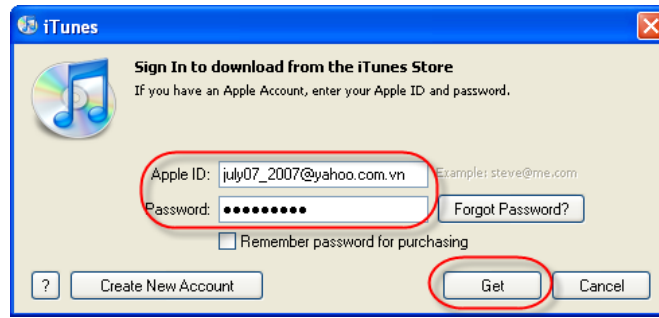 iTunes
Sign In to download from the iTunes Store
If you have an Apple Account, enter your Apple ID and password.
Apple ID: july07_2007@yahoo.com.vn Example: steve@me.com
Password: ●●●●●●●●● Forgot Password?
Remember password for purchasing
? Create New Account Get Cancel